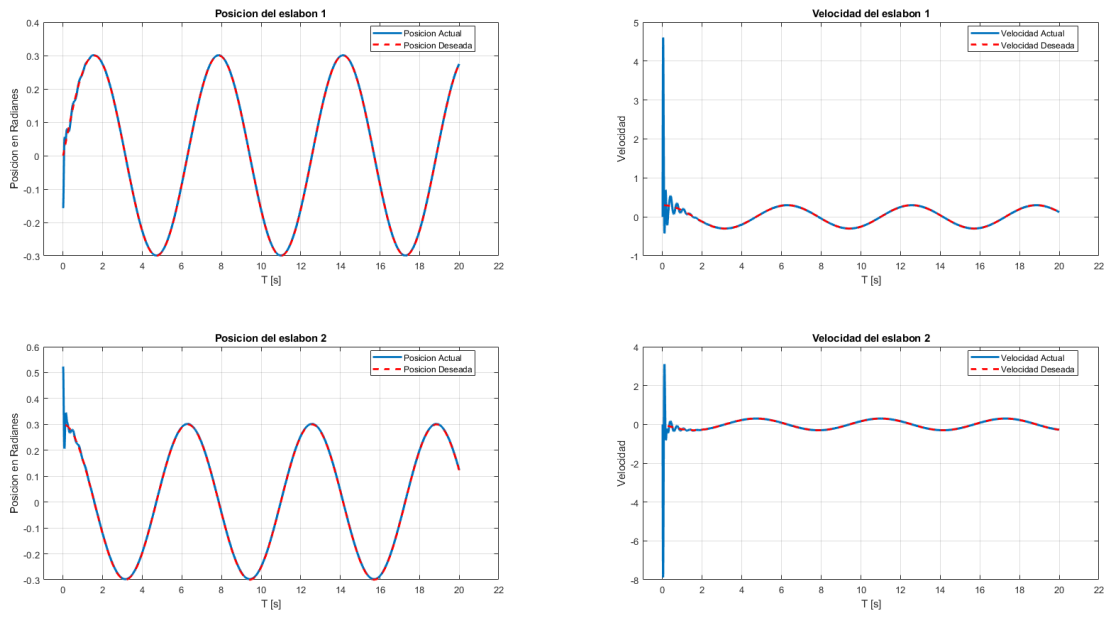 Posicion del eslabon 1
Posicion Actual
Posicion Deseada
Posicion en Radianes
0.4
0.3
0.2
0.1
0
-0.1
-0.2
-0.3
0 2 4 6 8 10 12 14 16 18 20 22
T [s]
Velocidad del eslabon 1
Velocidad Actual
Velocidad Deseada
Velocidad
5
4
3
2
1
0
-1
0 2 4 6 8 10 12 14 16 18 20 22
T [s]
Posicion del eslabon 2
Posicion Actual
Posicion Deseada
Posicion en Radianes
0.6
0.5
0.4
0.3
0.2
0.1
0
-0.1
-0.2
-0.3
0 2 4 6 8 10 12 14 16 18 20 22
T [s]
Velocidad del eslabon 2
Velocidad Actual
Velocidad Deseada
Velocidad
4
2
0
-2
-4
-6
-8
0 2 4 6 8 10 12 14 16 18 20 22
T [s]